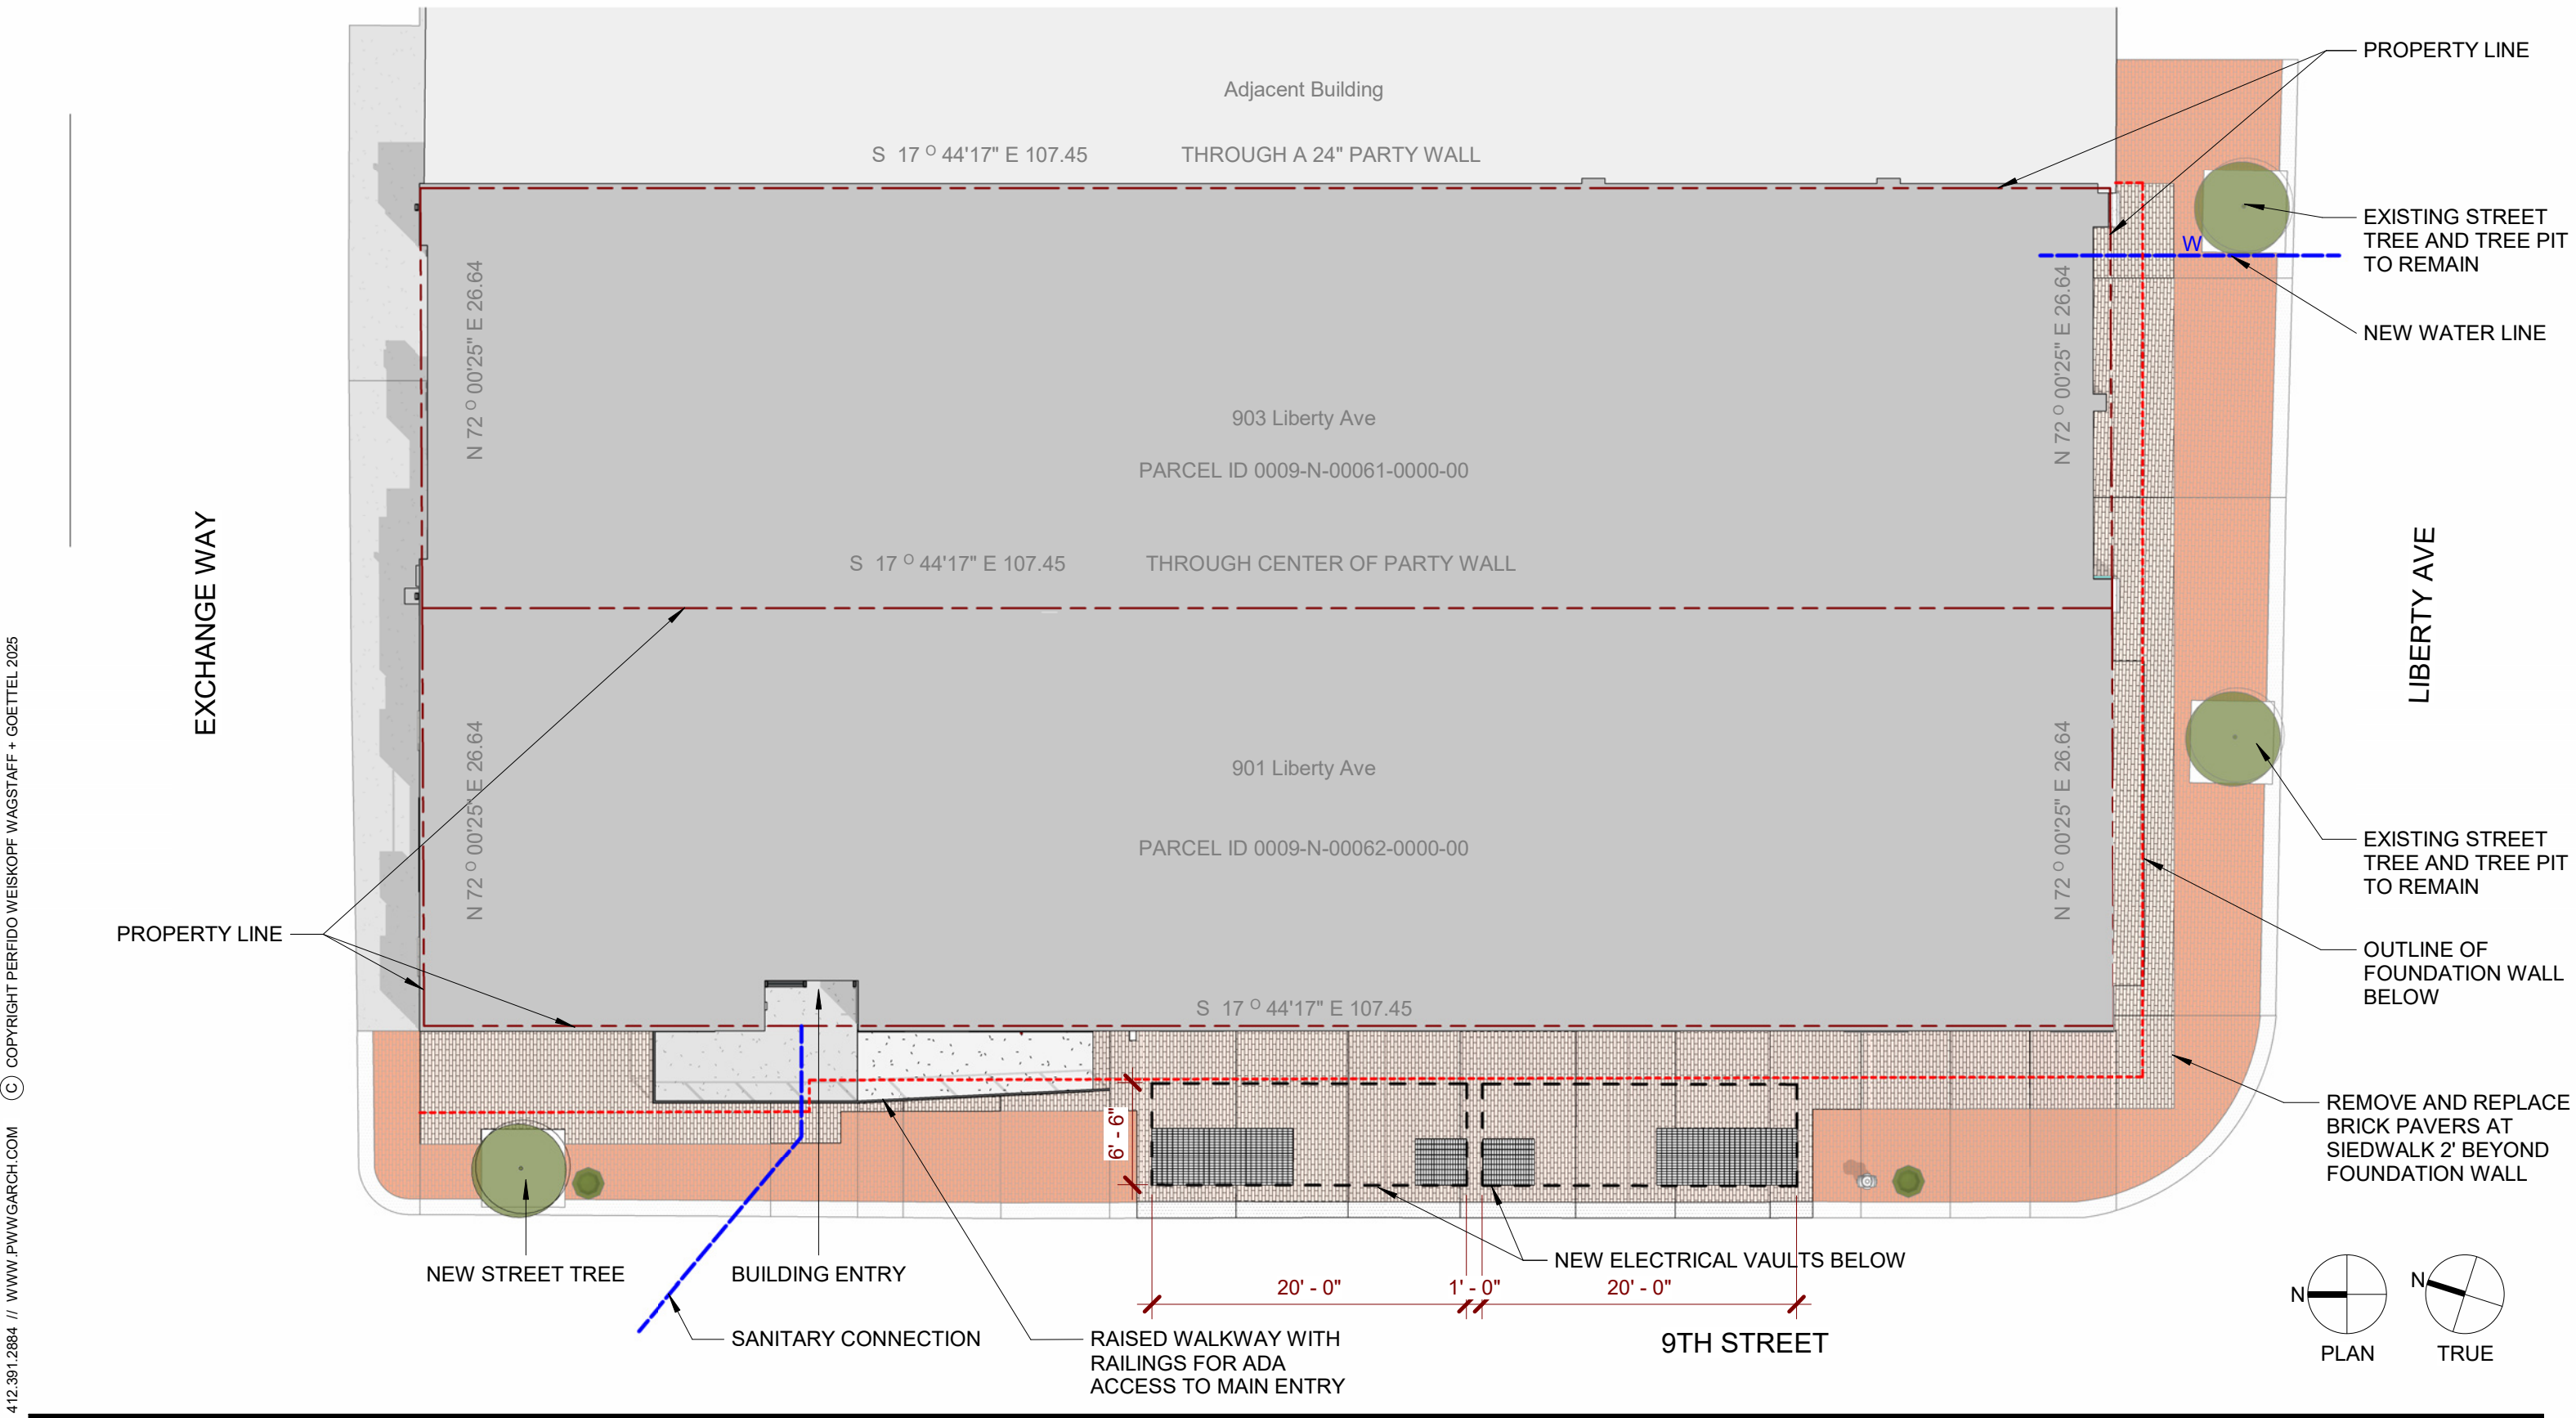 PROPERTY LINE
Adjacent Building
S 17 O 44'17" E 107.45 THROUGH A 24" PARTY WALL
EXISTING STREET
TREE AND TREE PIT
TO REMAIN
W
NEW WATER LINE
N 72 O 00'25" E 26.64
N 72 O 00'25" E 26.64
903 Liberty Ave
PARCEL ID 0009-N-00061-0000-00
S 17 O 44'17" E 107.45 THROUGH CENTER OF PARTY WALL
EXCHANGE WAY
LIBERTY AVE
901 Liberty Ave
PARCEL ID 0009-N-00062-0000-00
N 72 O 00'25" E 26.64
N 72 O 00'25" E 26.64
EXISTING STREET
TREE AND TREE PIT
TO REMAIN
PROPERTY LINE
OUTLINE OF
FOUNDATION WALL
BELOW
S 17 O 44'17" E 107.45
REMOVE AND REPLACE
BRICK PAVERS AT
SIEDWALK 2' BEYOND
FOUNDATION WALL
6' - 6"
NEW STREET TREE
BUILDING ENTRY
NEW ELECTRICAL VAULTS BELOW
20' - 0"
1' - 0"
20' - 0"
SANITARY CONNECTION
RAISED WALKWAY WITH
RAILINGS FOR ADA
ACCESS TO MAIN ENTRY
9TH STREET
N
PLAN
N
TRUE
412.391.2884 // WWW.PWWGARCH.COM C COPYRIGHT PERFIDO WEISKOPF WAGSTAFF + GOETTEL 2025